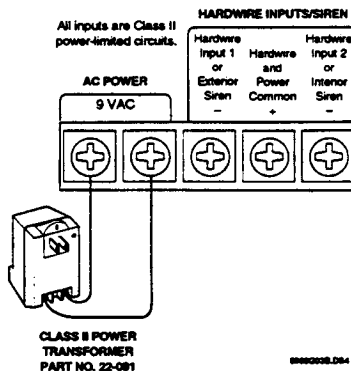 All inputs are Class II
power-limited circuits.
HARDWIRE INPUTS/SIREN
Hardwire
Input 1
or
Exterior
Siren
–
Hardwire
and
Power
Common
+
Hardwire
Input 2
or
Interior
Siren
–
AC POWER
9 VAC
CLASS II POWER
TRANSFORMER
PART NO. 22-091